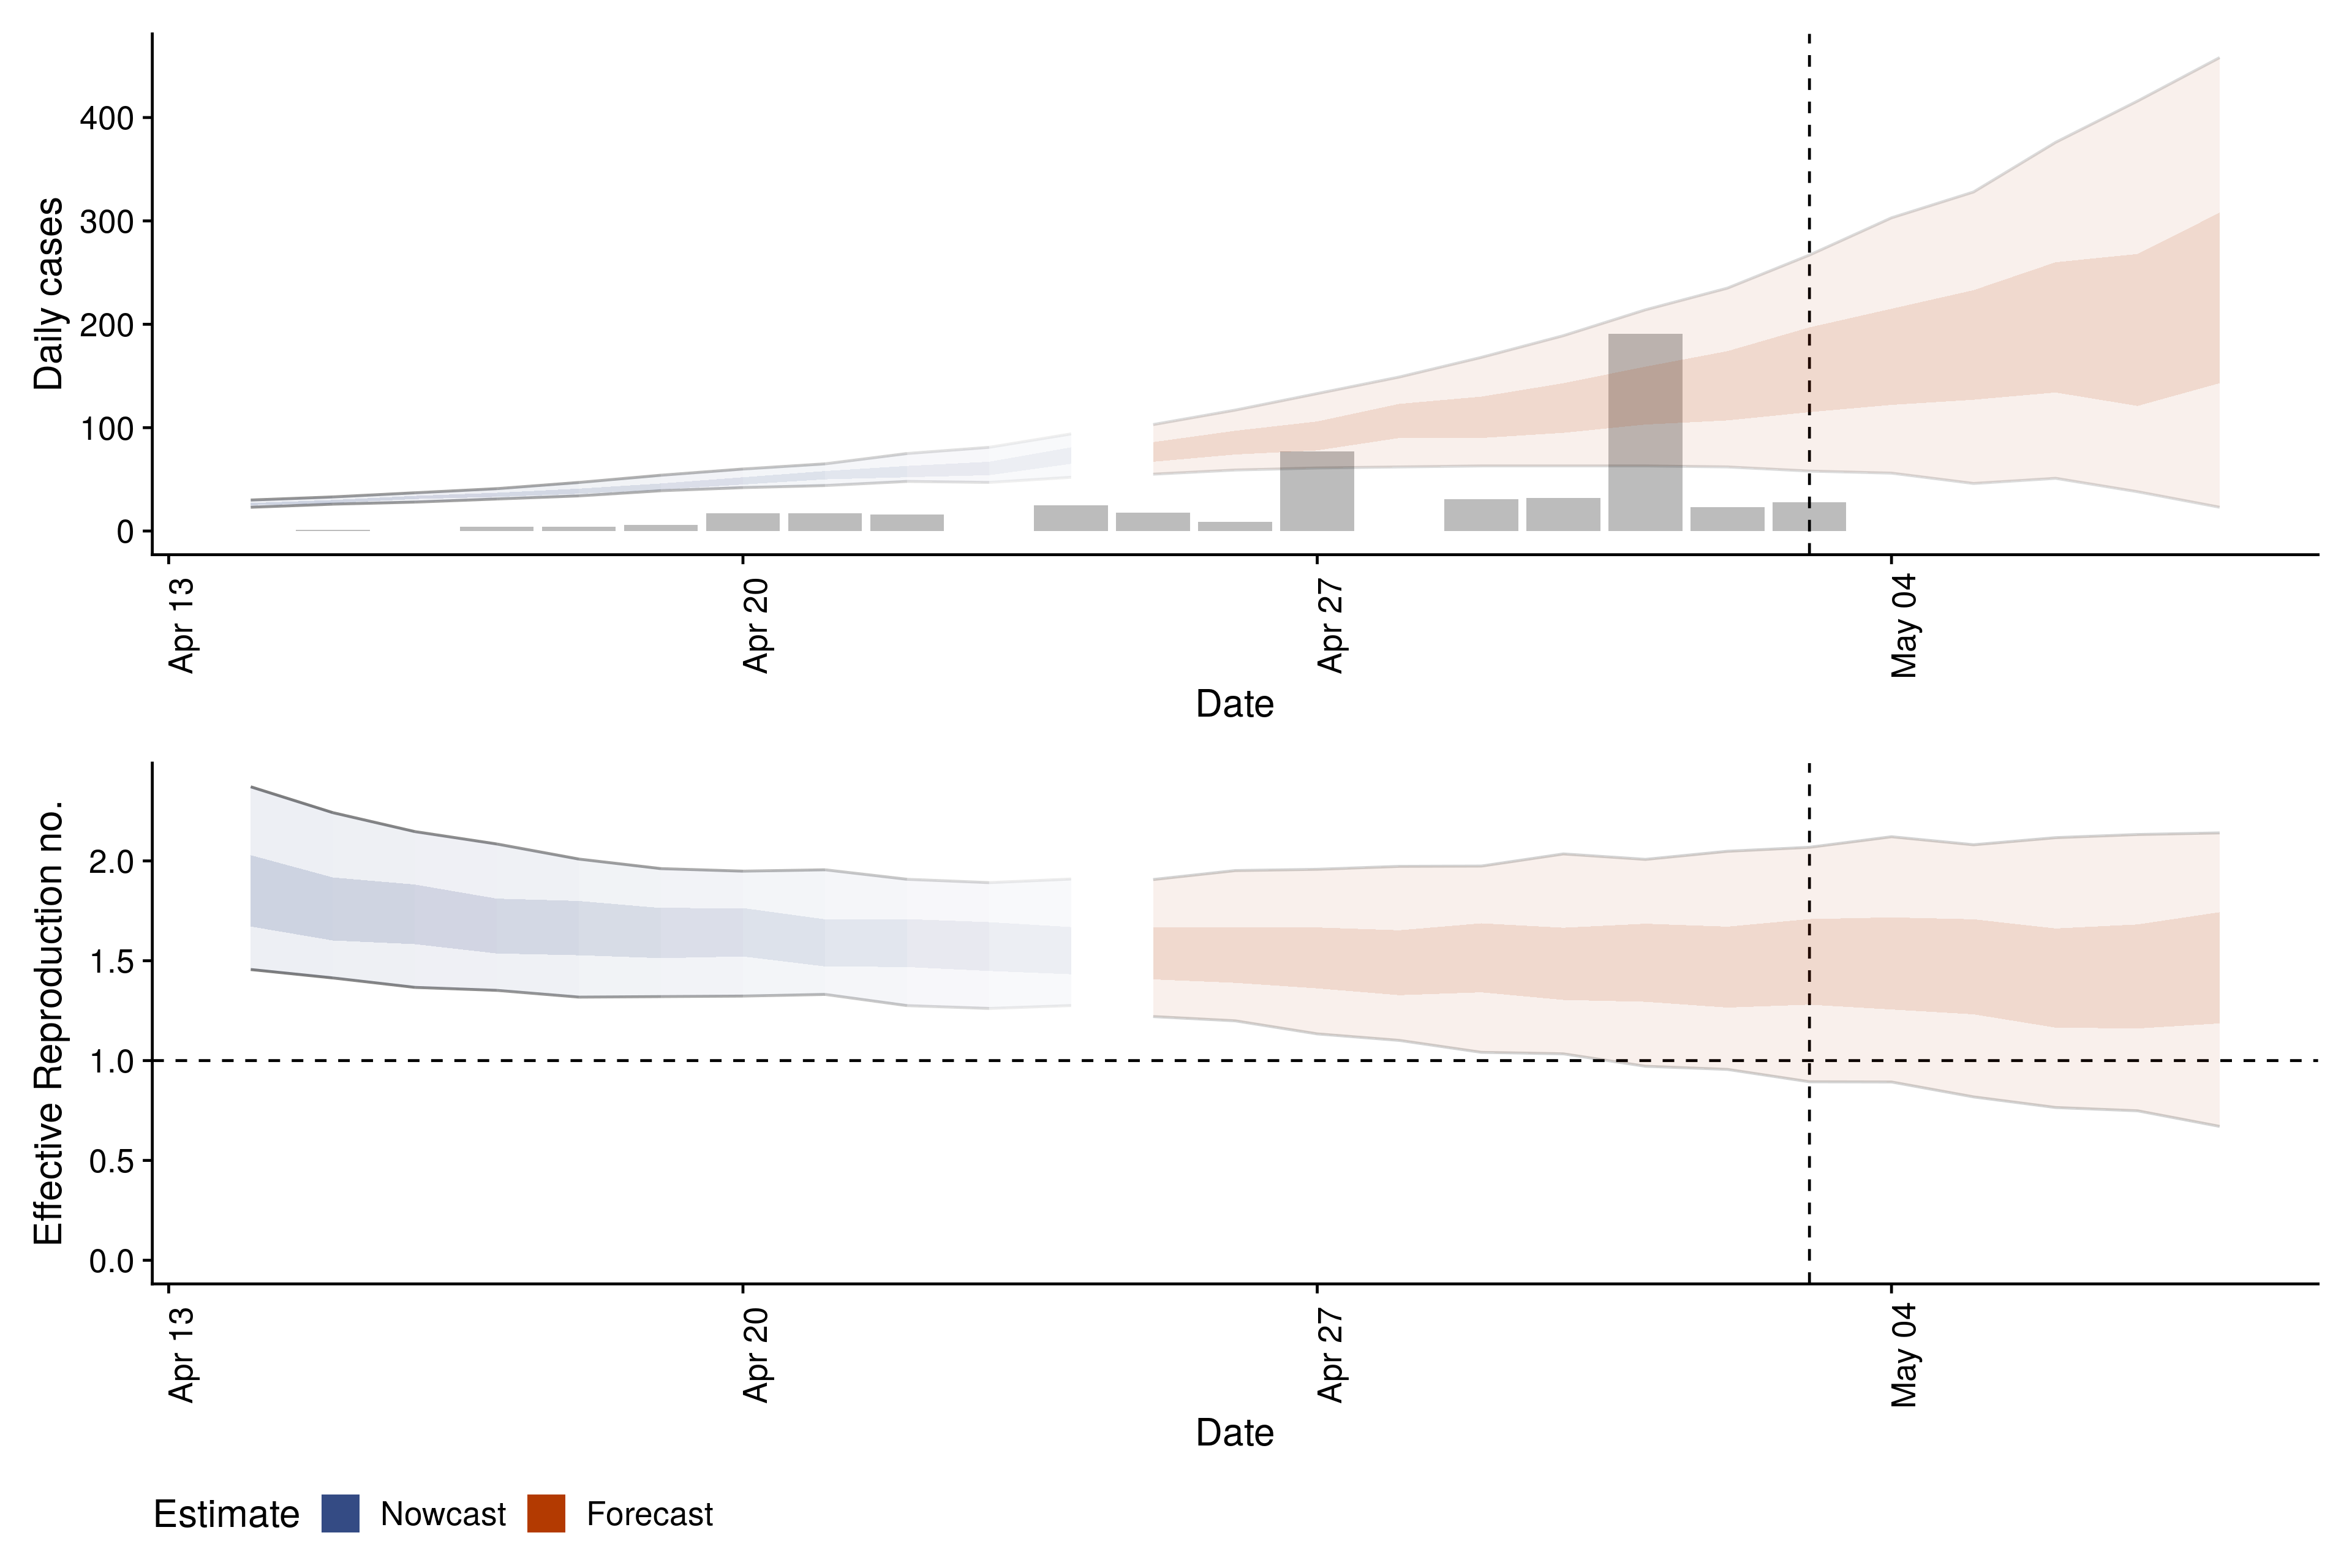 Daily cases
400
300
200
100
0
Apr 13
Apr 20
Apr 27
May 04
Date
Effective Reproduction no.
2.0
1.5
1.0
0.5
0.0
Apr 13
Apr 20
Apr 27
May 04
Date
Estimate Nowcast Forecast